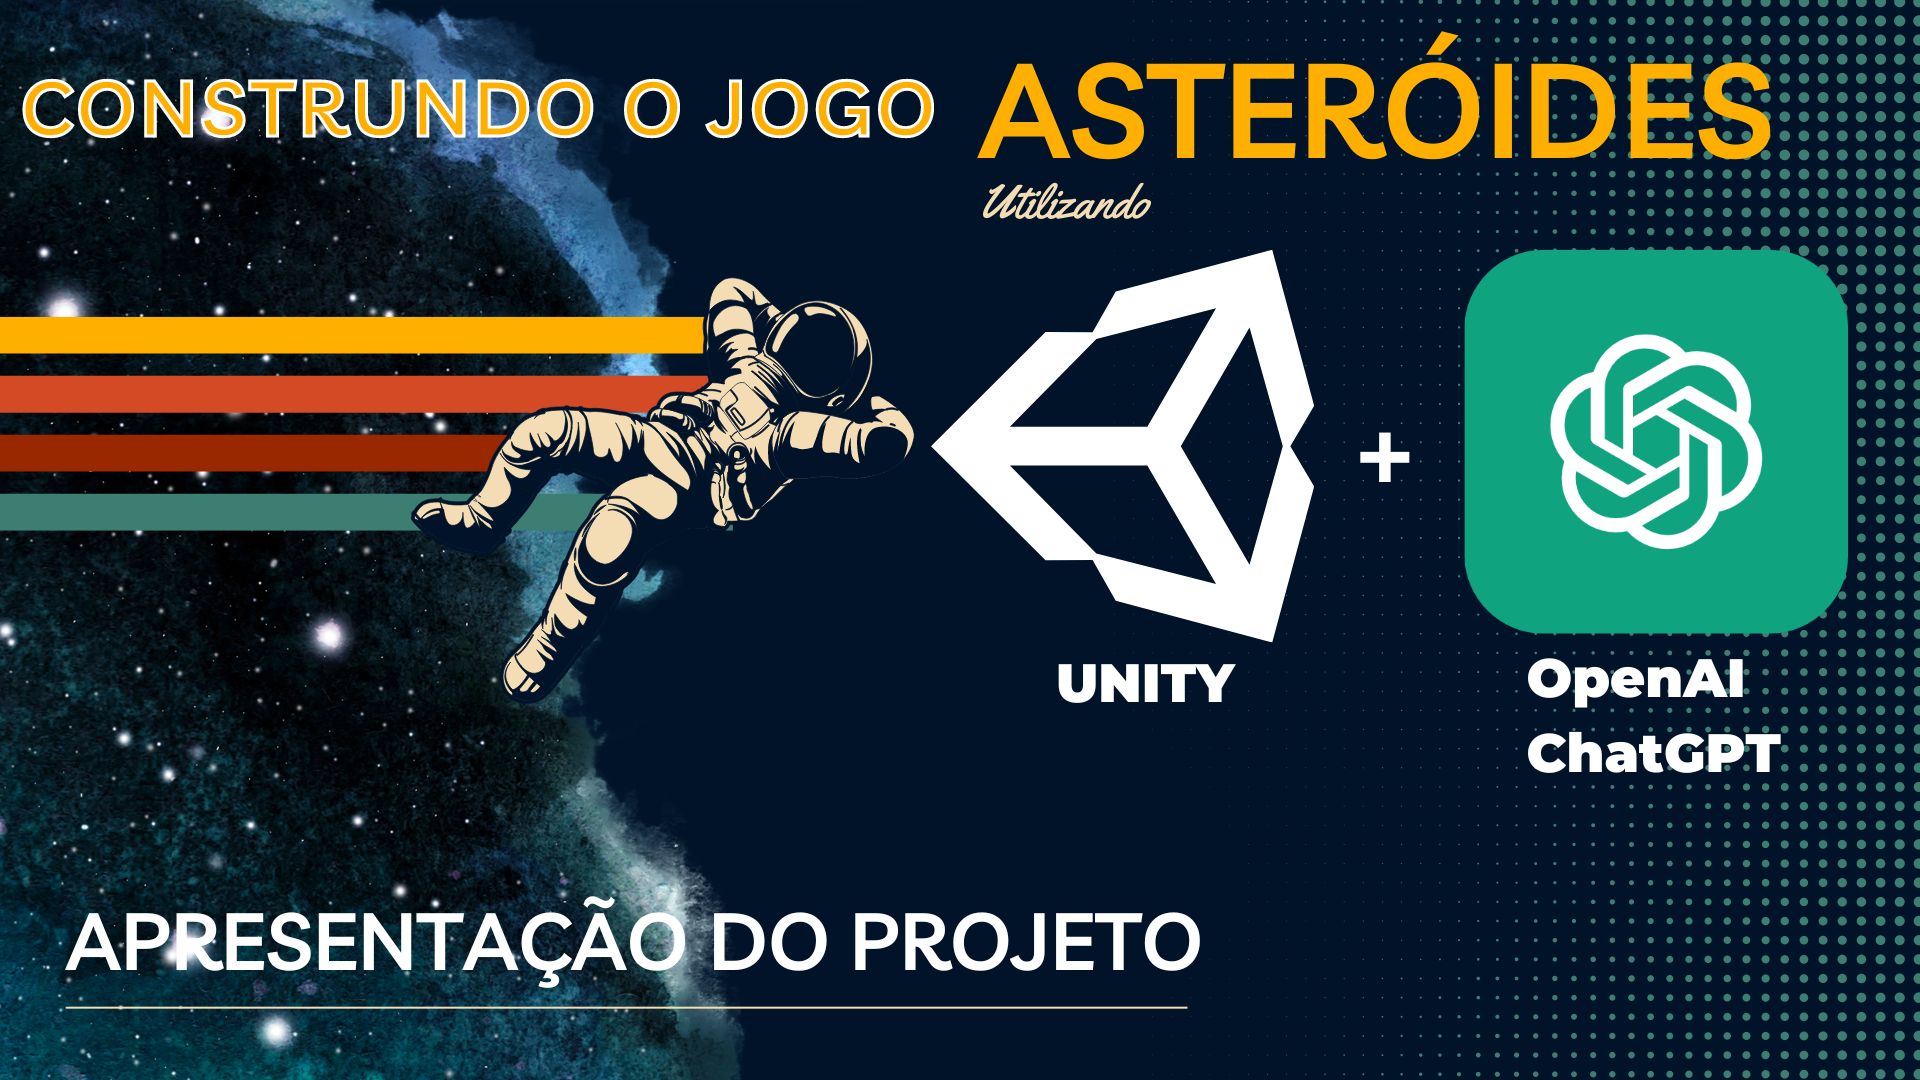 CONSTRUNDO O JOGO ASTERÓIDES
Utilizando
+
UNITY
OpenAI
ChatGPT
APRESENTAÇÃO DO PROJETO